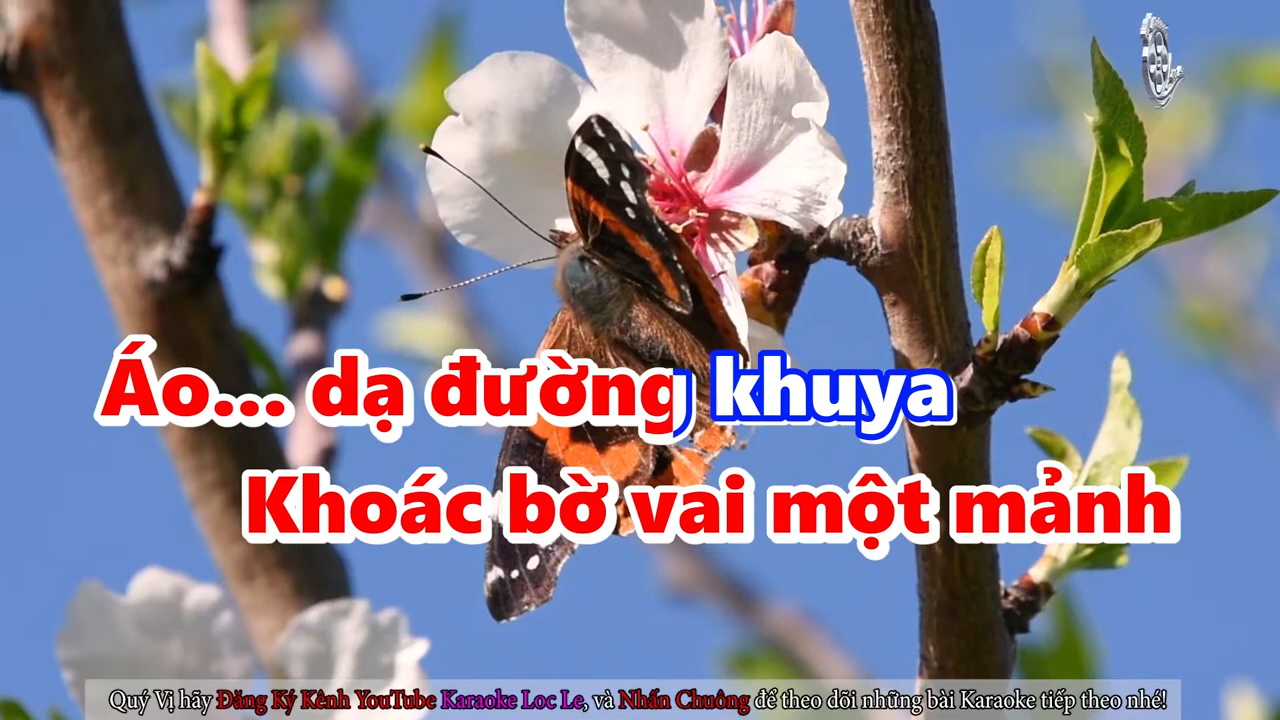 Áo... dạ đường khuya
Khoác bờ vai một mảnh
Quý Vị hãy Đăng Ký Kênh YouTube Karaoke Loc Le, và Nhấn Chuông để theo dõi những bài Karaoke tiếp theo nhé!